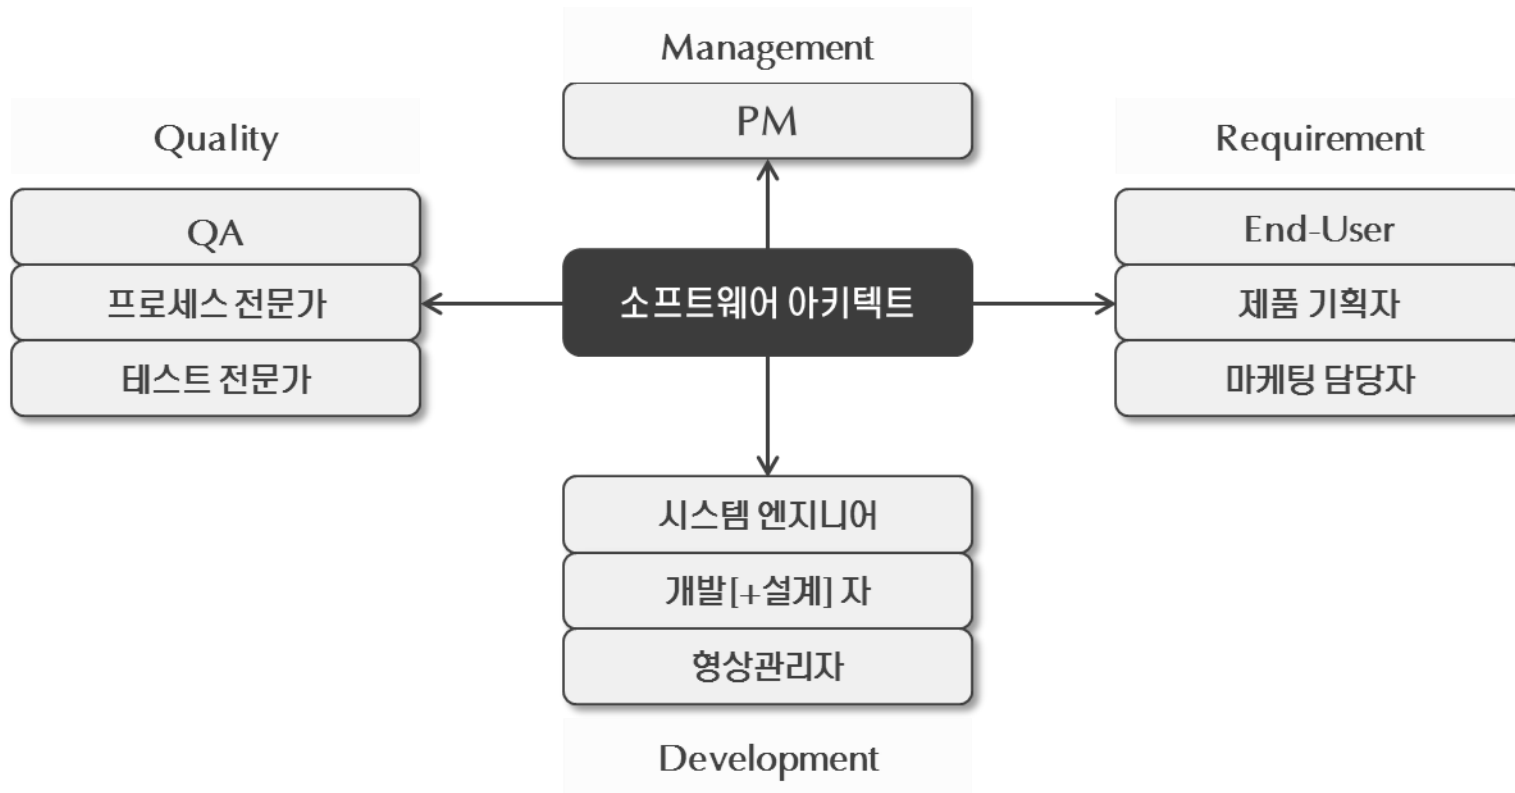 Management
PM
Quality
QA
프로세스 전문가
테스트 전문가
소프트웨어 아키텍트
Requirement
End-User
제품 기획자
마케팅 담당자
시스템 엔지니어
개발[+설계] 자
형상관리자
Development